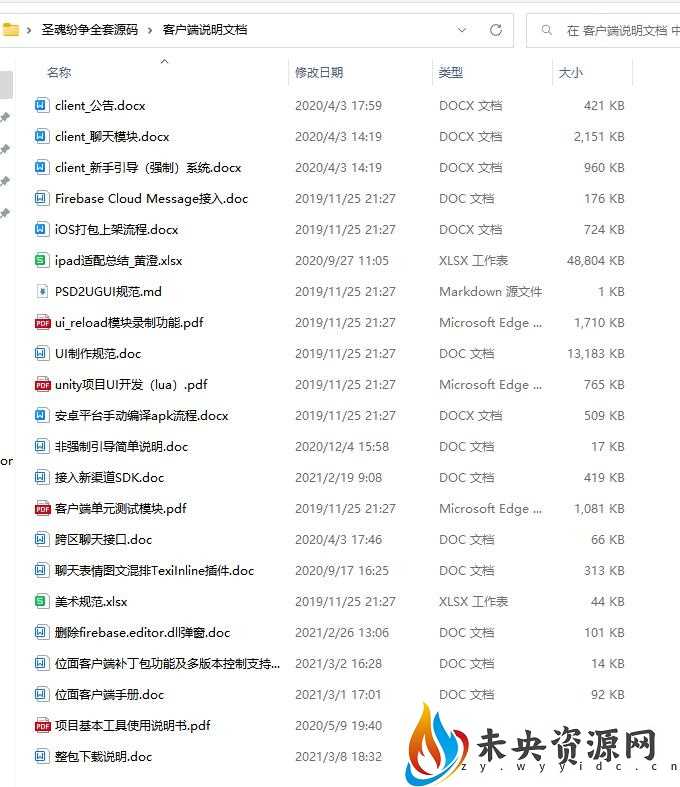 圣魂纷争全套源码 › 客户端说明文档 在 客户端说明文档 中
名称 修改日期 类型 大小
client_公告.docx 2020/4/3 17:59 DOCX 文档 421 KB
client_聊天模块.docx 2020/4/3 14:19 DOCX 文档 2,151 KB
client_新手引导（强制）系统.docx 2020/4/3 14:19 DOCX 文档 960 KB
Firebase Cloud Message接入.doc 2019/11/25 21:27 DOC 文档 176 KB
iOS打包上架流程.docx 2019/11/25 21:27 DOCX 文档 724 KB
ipad适配总结_黄澄.xlsx 2020/9/27 11:05 XLSX 工作表 48,804 KB
PSD2UGUI规范.md 2019/11/25 21:27 Markdown 源文件 1 KB
ui_reload模块录制功能.pdf 2019/11/25 21:27 Microsoft Edge ... 1,710 KB
UI制作规范.doc 2019/11/25 21:27 DOC 文档 13,183 KB
unity项目UI开发（lua）.pdf 2019/11/25 21:27 Microsoft Edge ... 765 KB
安卓平台手动编译apk流程.docx 2019/11/25 21:27 DOCX 文档 509 KB
非强制引导简单说明.doc 2020/12/4 15:58 DOC 文档 17 KB
or
接入新渠道SDK.doc 2021/2/19 9:08 DOC 文档 419 KB
客户端单元测试模块.pdf 2019/11/25 21:27 Microsoft Edge ... 1,081 KB
跨区聊天接口.doc 2020/4/3 17:46 DOC 文档 66 KB
聊天表情图文混排TexiInline插件.doc 2020/9/17 16:25 DOC 文档 313 KB
美术规范.xlsx 2019/11/25 21:27 XLSX 工作表 44 KB
删除firebase.editor.dll弹窗.doc 2021/2/26 13:06 DOC 文档 101 KB
位面客户端补丁包功能及多版本控制支持... 2021/3/2 16:28 DOC 文档 14 KB
位面客户端手册.doc 2021/3/1 17:01 DOC 文档 92 KB
项目基本工具使用说明书.pdf 2020/5/9 19:40
整包下载说明.doc 2021/3/8 18:32
未央资源网
zy.wyyidc.cn